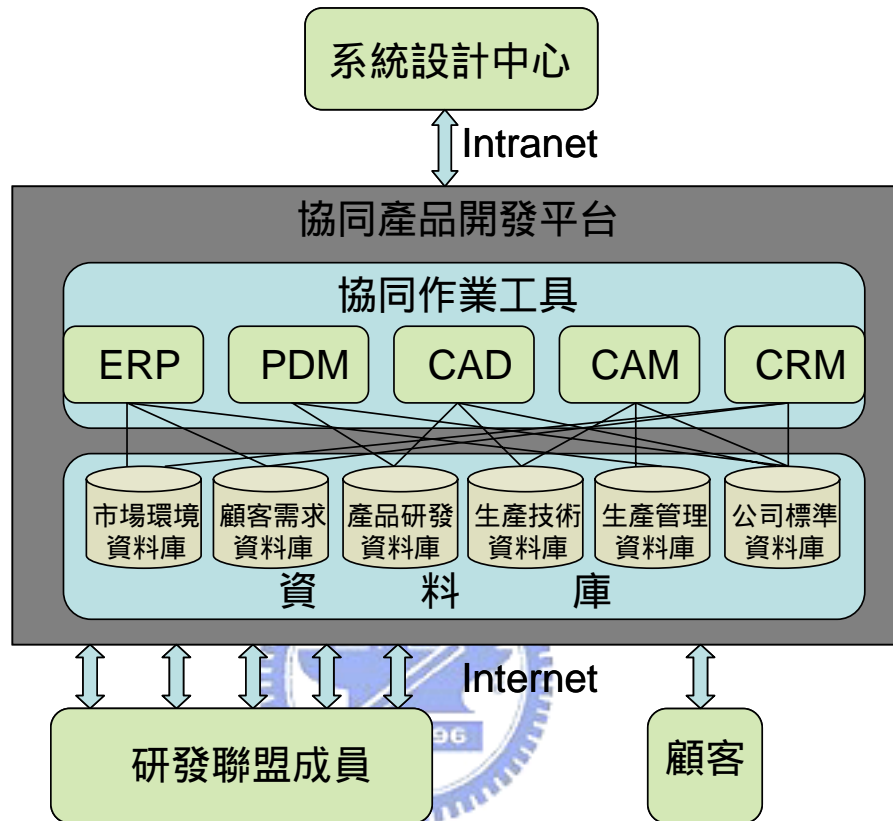 系統設計中心
Intranet
協同產品開發平台
協同作業工具
ERP PDM CAD CAM CRM
市場環境 顧客需求 產品研發 生產技術 生產管理 公司標準
資料庫 資料庫 資料庫 資料庫 資料庫 資料庫
資 料 庫
Internet
96
研發聯盟成員 顧客